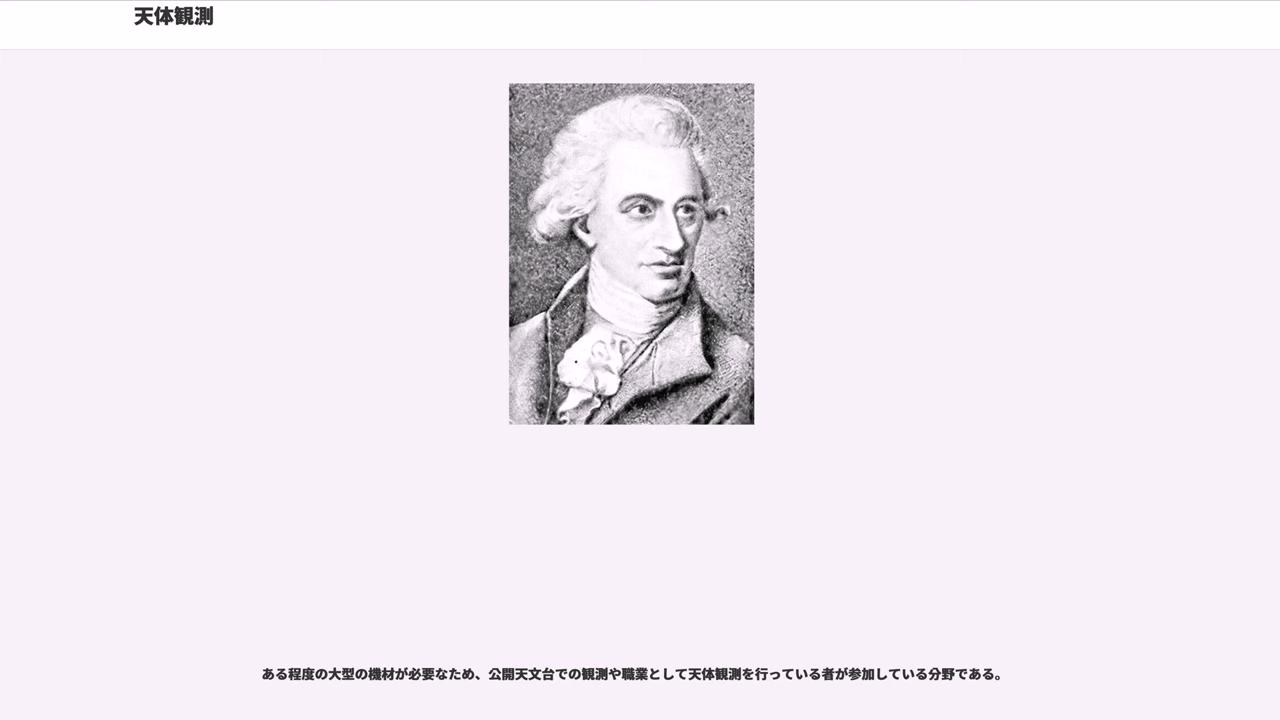 天体観測
ある程度の大型の機材が必要なため、公開天文台での観測や職業として天体観測を行っている者が参加している分野である。